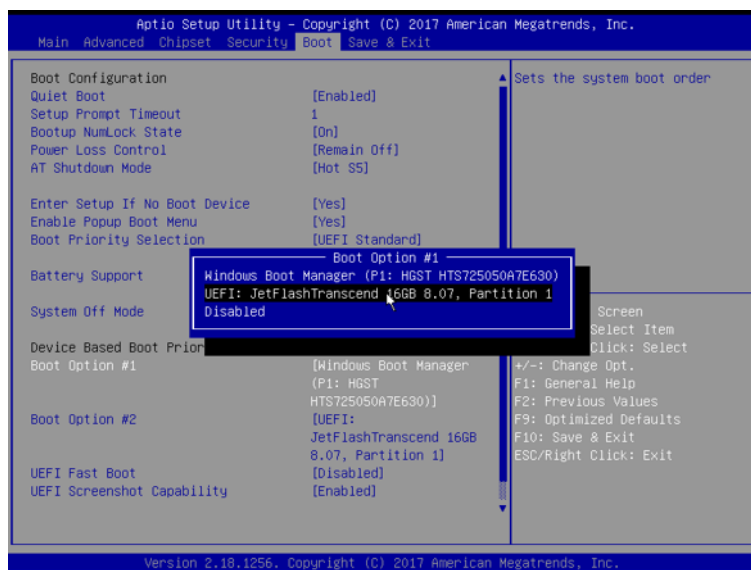 Aptio Setup Utility – Copyright (C) 2017 American Megatrends, Inc.
Main Advanced Chipset Security Boot Save & Exit
Boot Configuration
Quiet Boot [Enabled]
Setup Prompt Timeout 1
Bootup NumLock State [On]
Power Loss Control [Remain Off]
AT Shutdown Mode [Hot S5]
Enter Setup If No Boot Device [Yes]
Enable Popup Boot Menu [Yes]
Boot Priority Selection [UEFI Standard]
Battery Support
System Off Mode
Device Based Boot Prior
Boot Option #1 [Windows Boot Manager
(P1: HGST
HTS725050A7E630)]
Boot Option #2 [UEFI:
JetFlashTranscend 16GB
8.07, Partition 1]
UEFI Fast Boot [Disabled]
UEFI Screenshot Capability [Enabled]
Boot Option #1
Windows Boot Manager (P1: HGST HTS725050A7E630)
UEFI: JetFlashTranscend 16GB 8.07, Partition 1
Disabled
Sets the system boot order
Screen
Select Item
Click: Select
+/-: Change Opt.
F1: General Help
F2: Previous Values
F9: Optimized Defaults
F10: Save & Exit
ESC/Right Click: Exit
Version 2.18.1256. Copyright (C) 2017 American Megatrends, Inc.